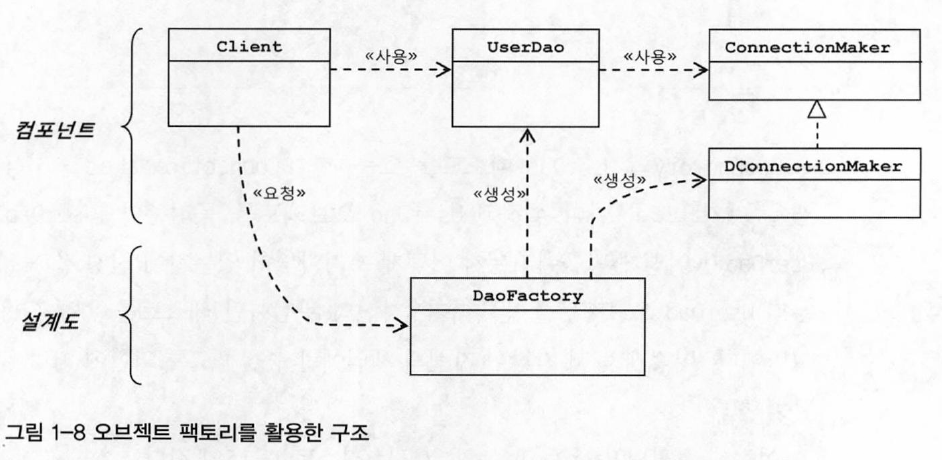 Client
UserDao
ConnectionMaker
«사용»
«사용»
컴포넌트
DConnectionMaker
«요청»
«생성»
«생성»
DaoFactory
설계도
그림 1-8 오브젝트 팩토리를 활용한 구조